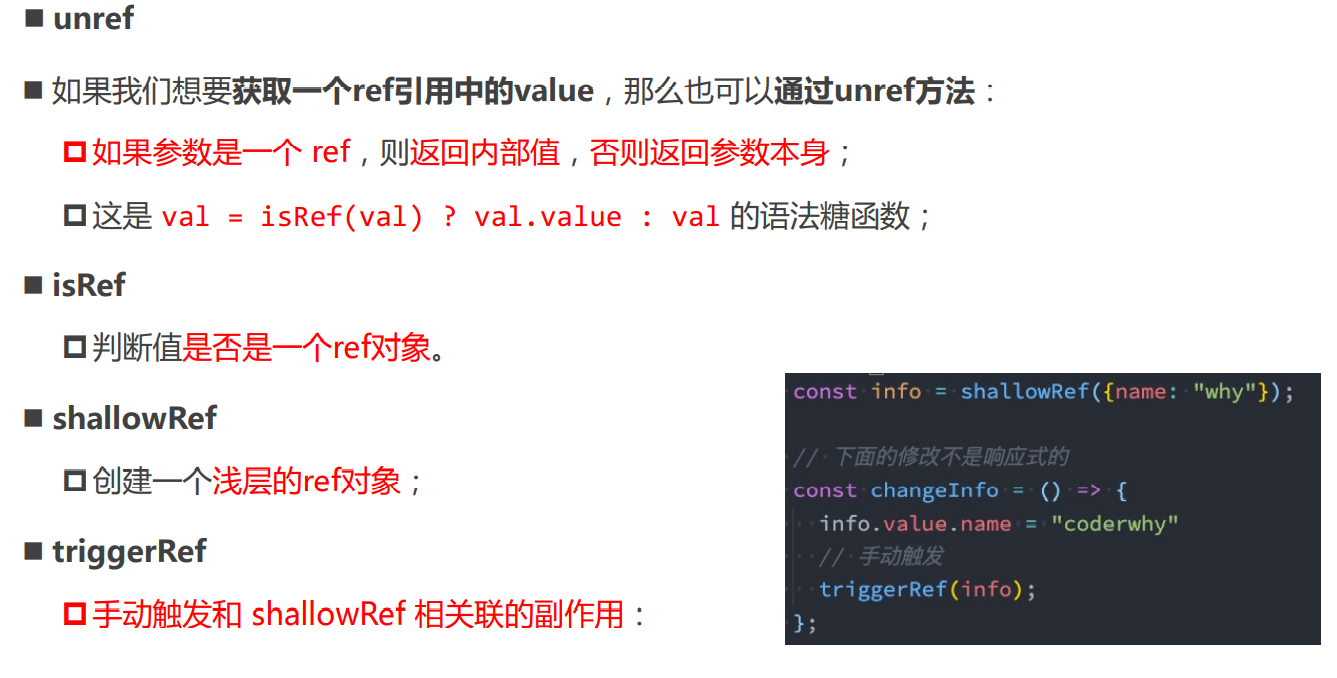 ■ unref
■ 如果我们想要获取一个ref引用中的value，那么也可以通过unref方法：
如果参数是一个 ref，则返回内部值，否则返回参数本身；
这是 val = isRef(val) ? val.value : val 的语法糖函数；
■ isRef
判断值是否是一个ref对象。
■ shallowRef
创建一个浅层的ref对象；
■ triggerRef
手动触发和 shallowRef 相关联的副作用：
const info = shallowRef({name: "why"});
// 下面的修改不是响应式的
const changeInfo = () => {
info.value.name = "coderwhy"
// 手动触发
triggerRef(info);
};